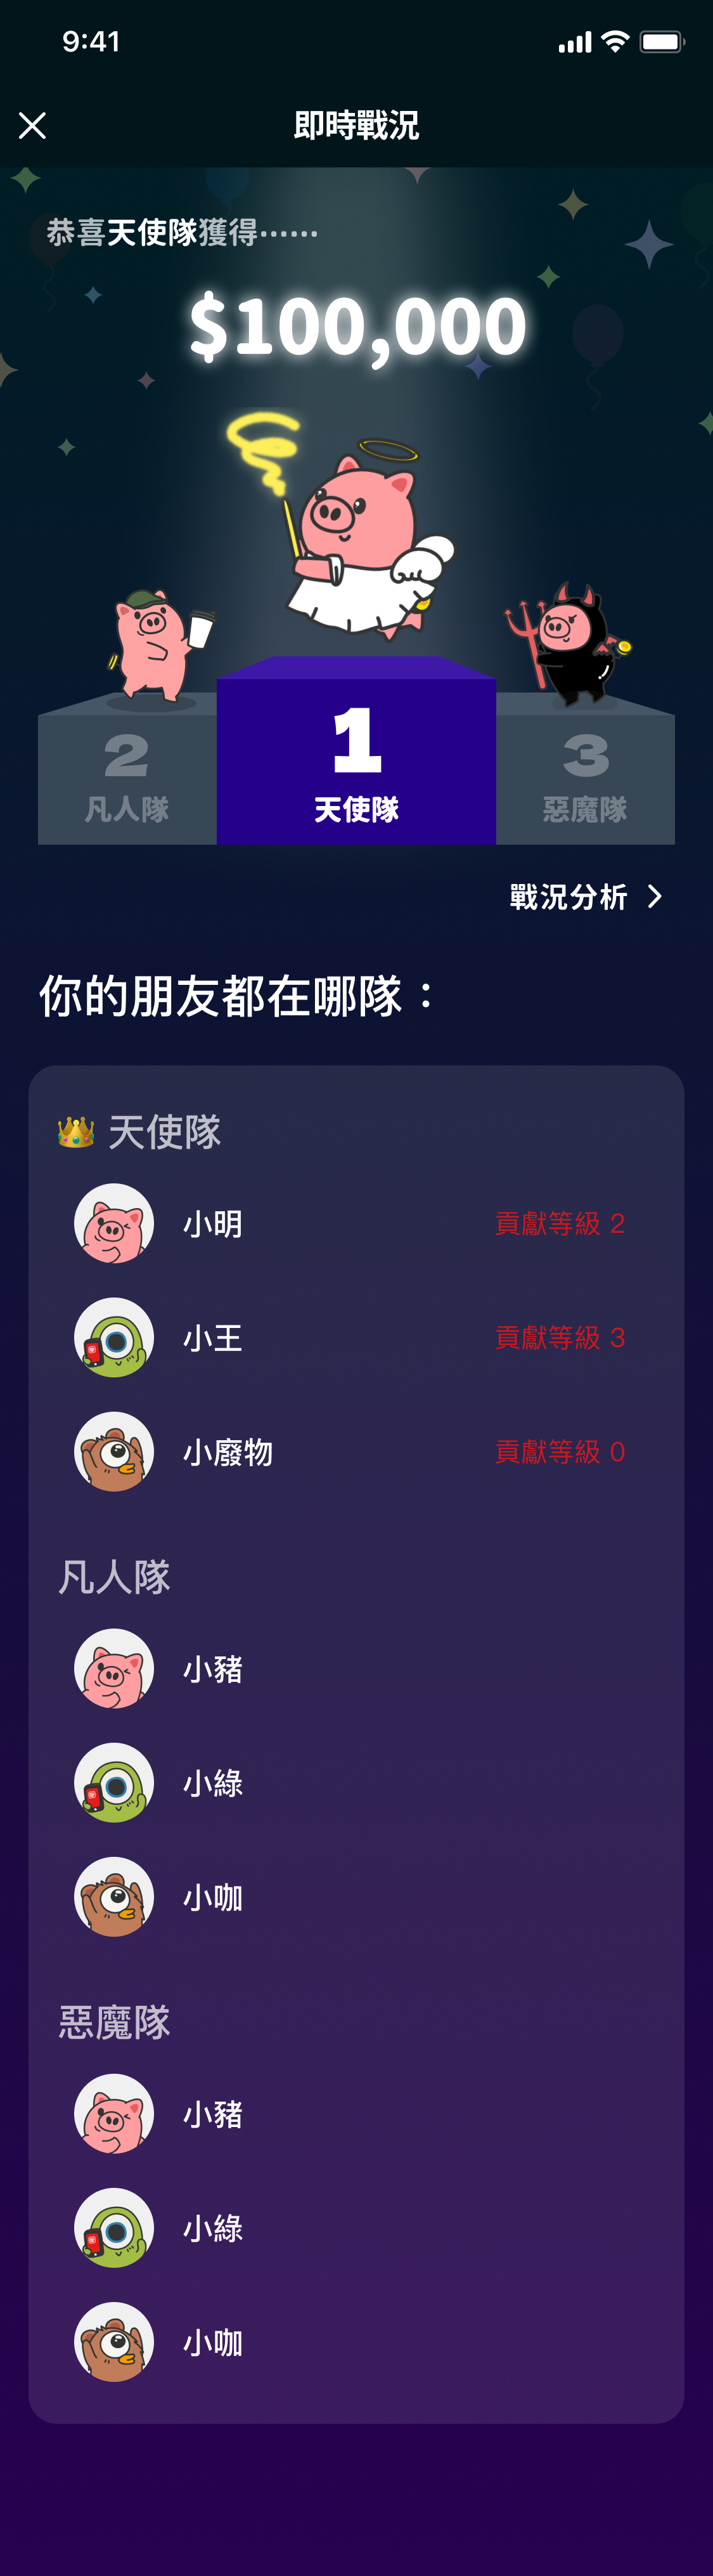 9:41
即時戰況
恭喜天使隊獲得⋯⋯
$100,000
1
天使隊
2
凡人隊
3
惡魔隊
戰況分析
你的朋友都在哪隊：
天使隊
小明 貢獻等級 2
小王 貢獻等級 3
小廢物 貢獻等級 0
凡人隊
小豬
小綠
小咖
惡魔隊
小豬
小綠
小咖